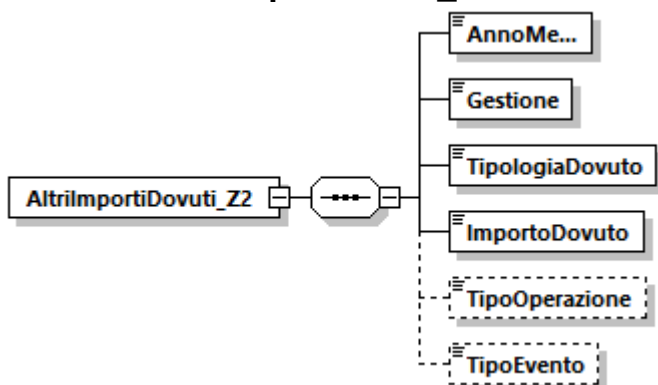 AnnoMe...
Gestione
TipologiaDovuto
AltriImportiDovuti_Z2
ImportoDovuto
TipoOperazione
TipoEvento